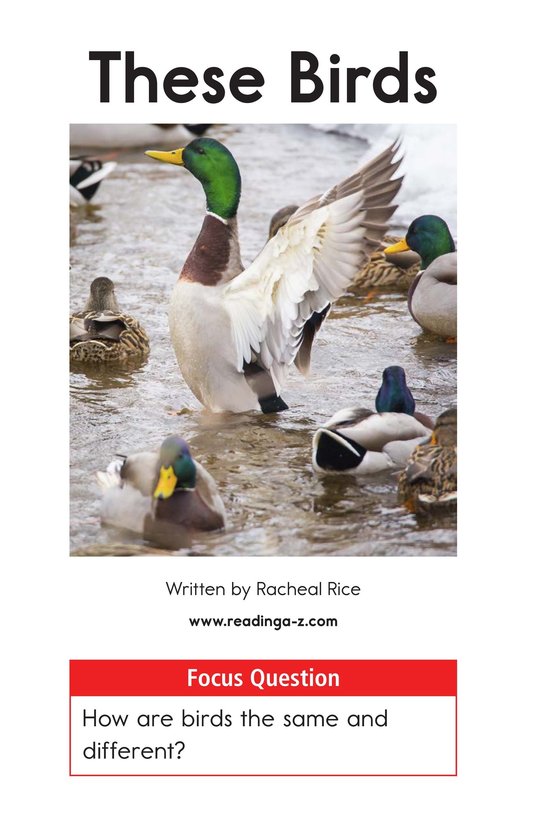 These Birds
Written by Racheal Rice
www.readinga-z.com
Focus Question
How are birds the same and
different?